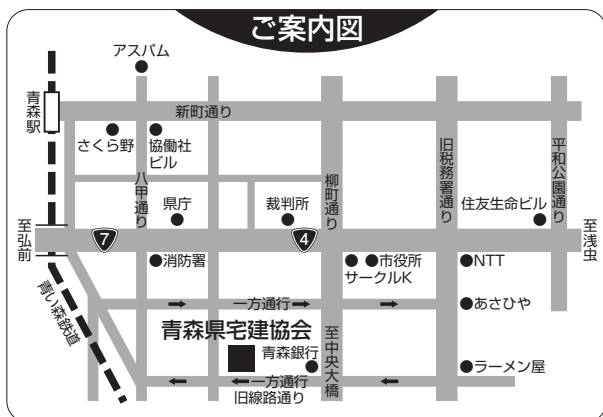 ご案内図
アスパム
青森駅
新町通り
さくら野
協働社
ビル
八甲通り
柳町通り
旧税務署通り
平和公園通り
県庁
裁判所
住友生命ビル
至弘前
7
4
至浅虫
消防署
市役所
サークルK
NTT
青い森鉄道
一方通行
あさひや
青森県宅建協会
青森銀行
至中央大橋
ラーメン屋
一方通行
旧線路通り